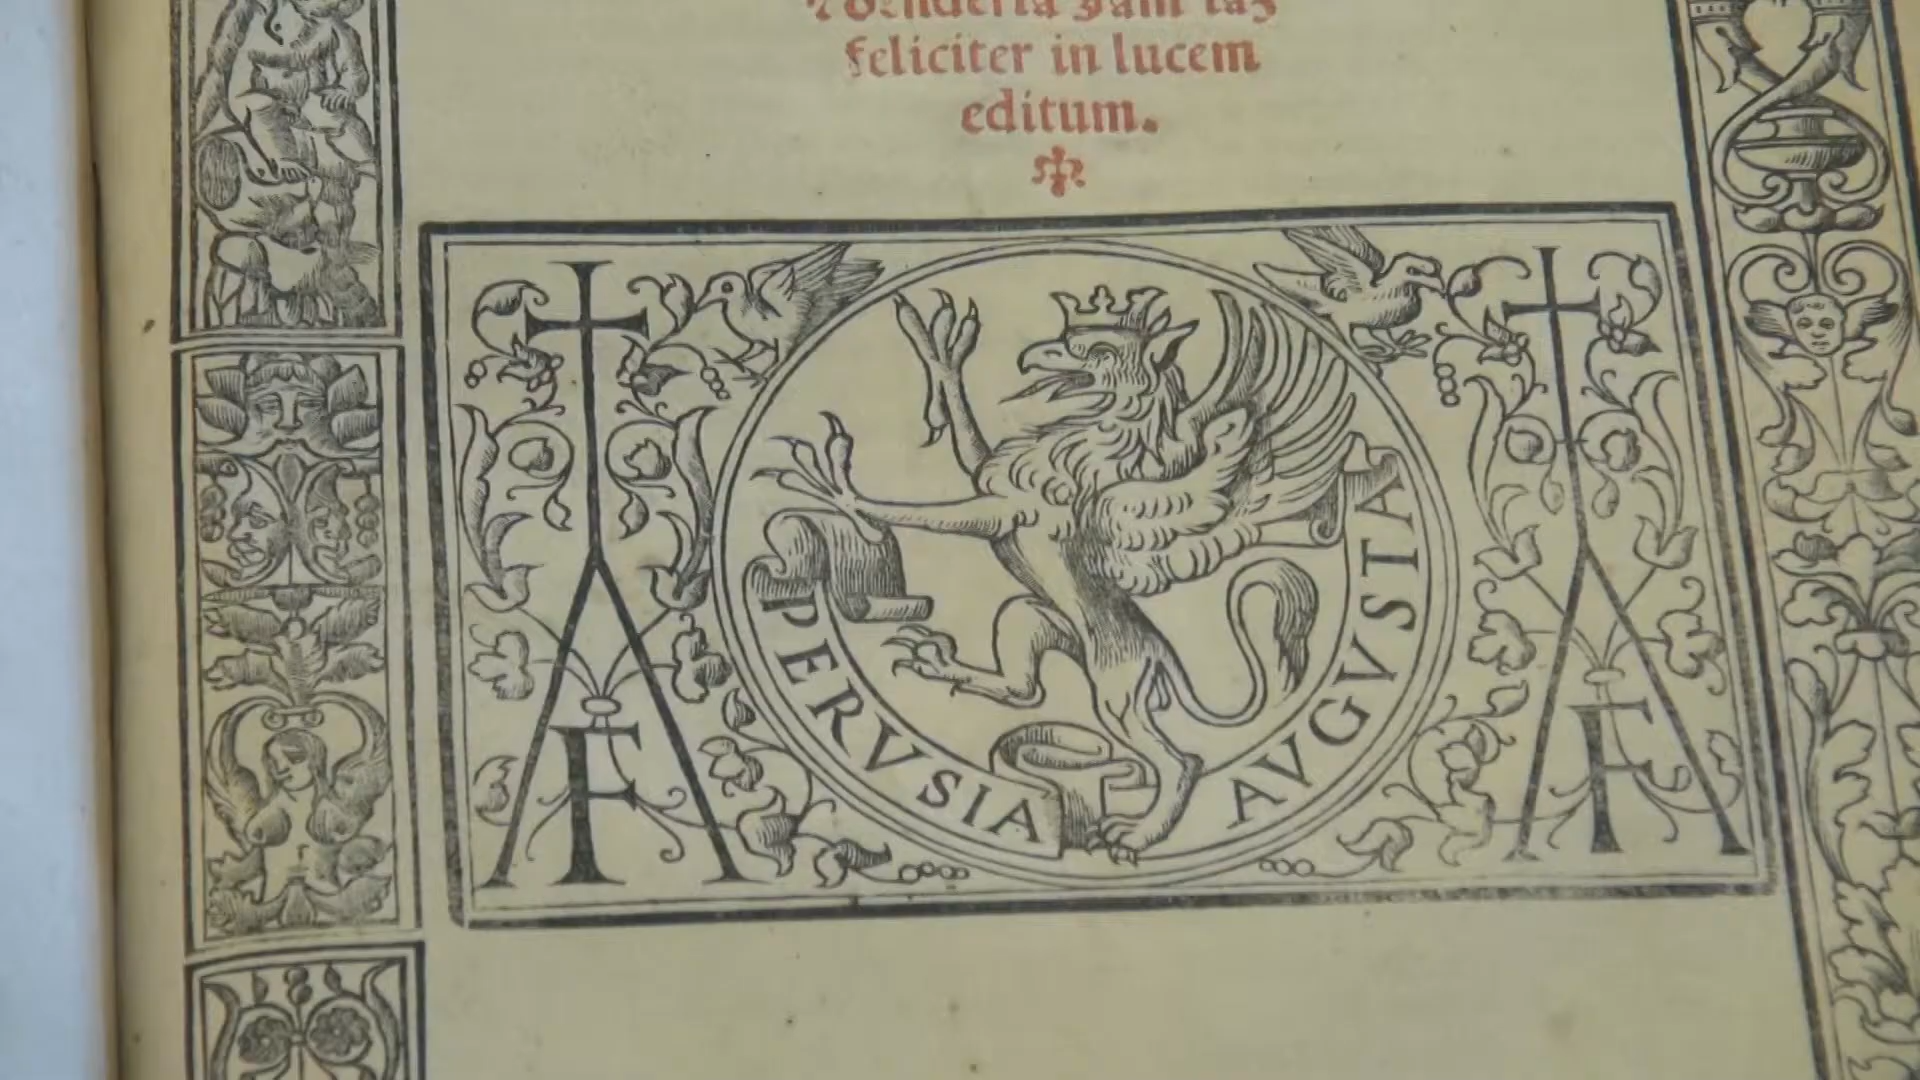 feliciter in lucem
editum.
A F
PERVSIA AVGVSTA
A F